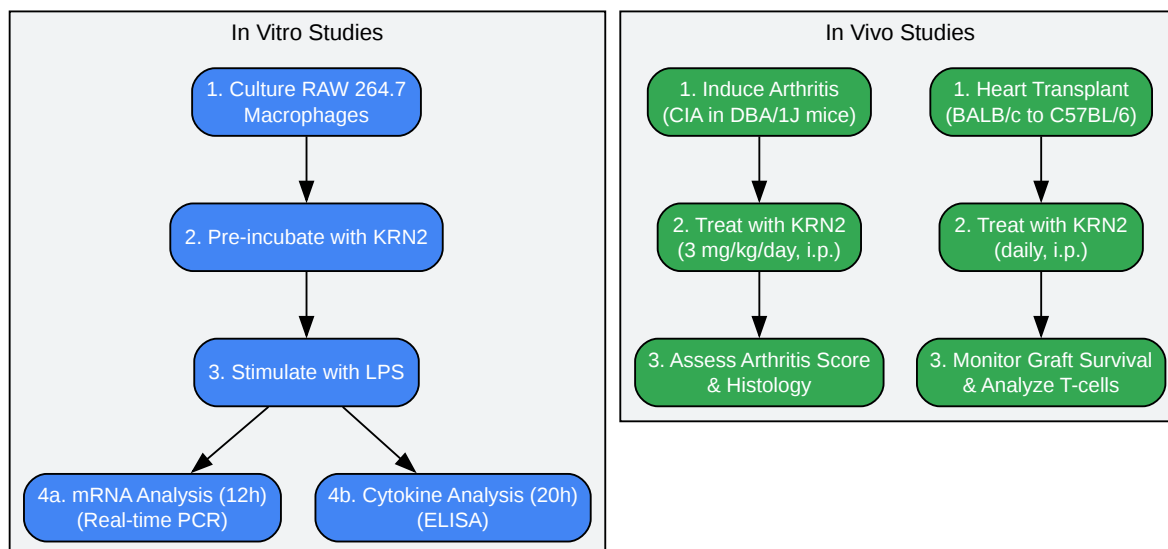 In Vitro Studies
1. Culture RAW 264.7
Macrophages
2. Pre-incubate with KRN2
3. Stimulate with LPS
4a. mRNA Analysis (12h)
(Real-time PCR)
4b. Cytokine Analysis (20h)
(ELISA)
In Vivo Studies
1. Induce Arthritis
(CIA in DBA/1J mice)
2. Treat with KRN2
(3 mg/kg/day, i.p.)
3. Assess Arthritis Score
& Histology
1. Heart Transplant
(BALB/c to C57BL/6)
2. Treat with KRN2
(daily, i.p.)
3. Monitor Graft Survival
& Analyze T-cells